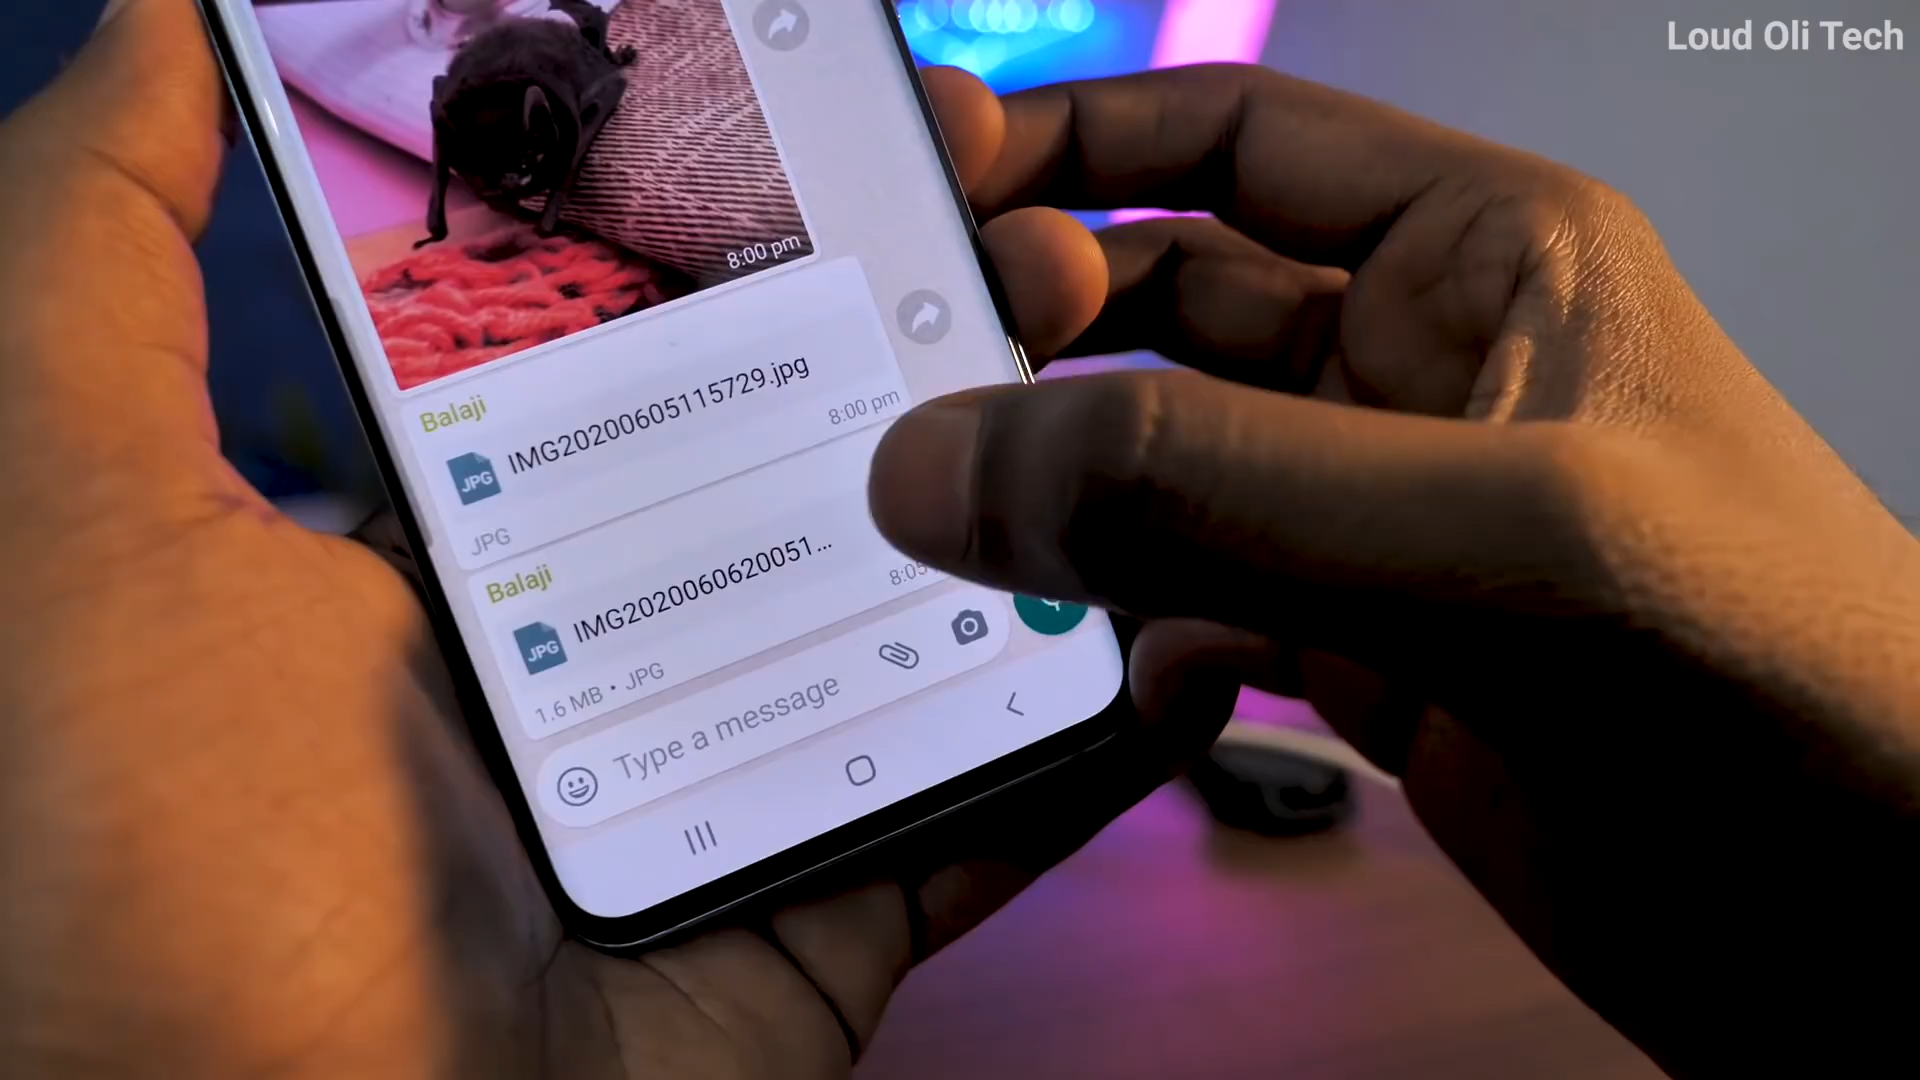 Loud Oli Tech
8:00 pm
Balaji
JPG
IMG20200605115729.jpg
8:00 pm
JPG
Balaji
JPG
IMG2020060620051...
8:05
1.6 MB • JPG
Type a message